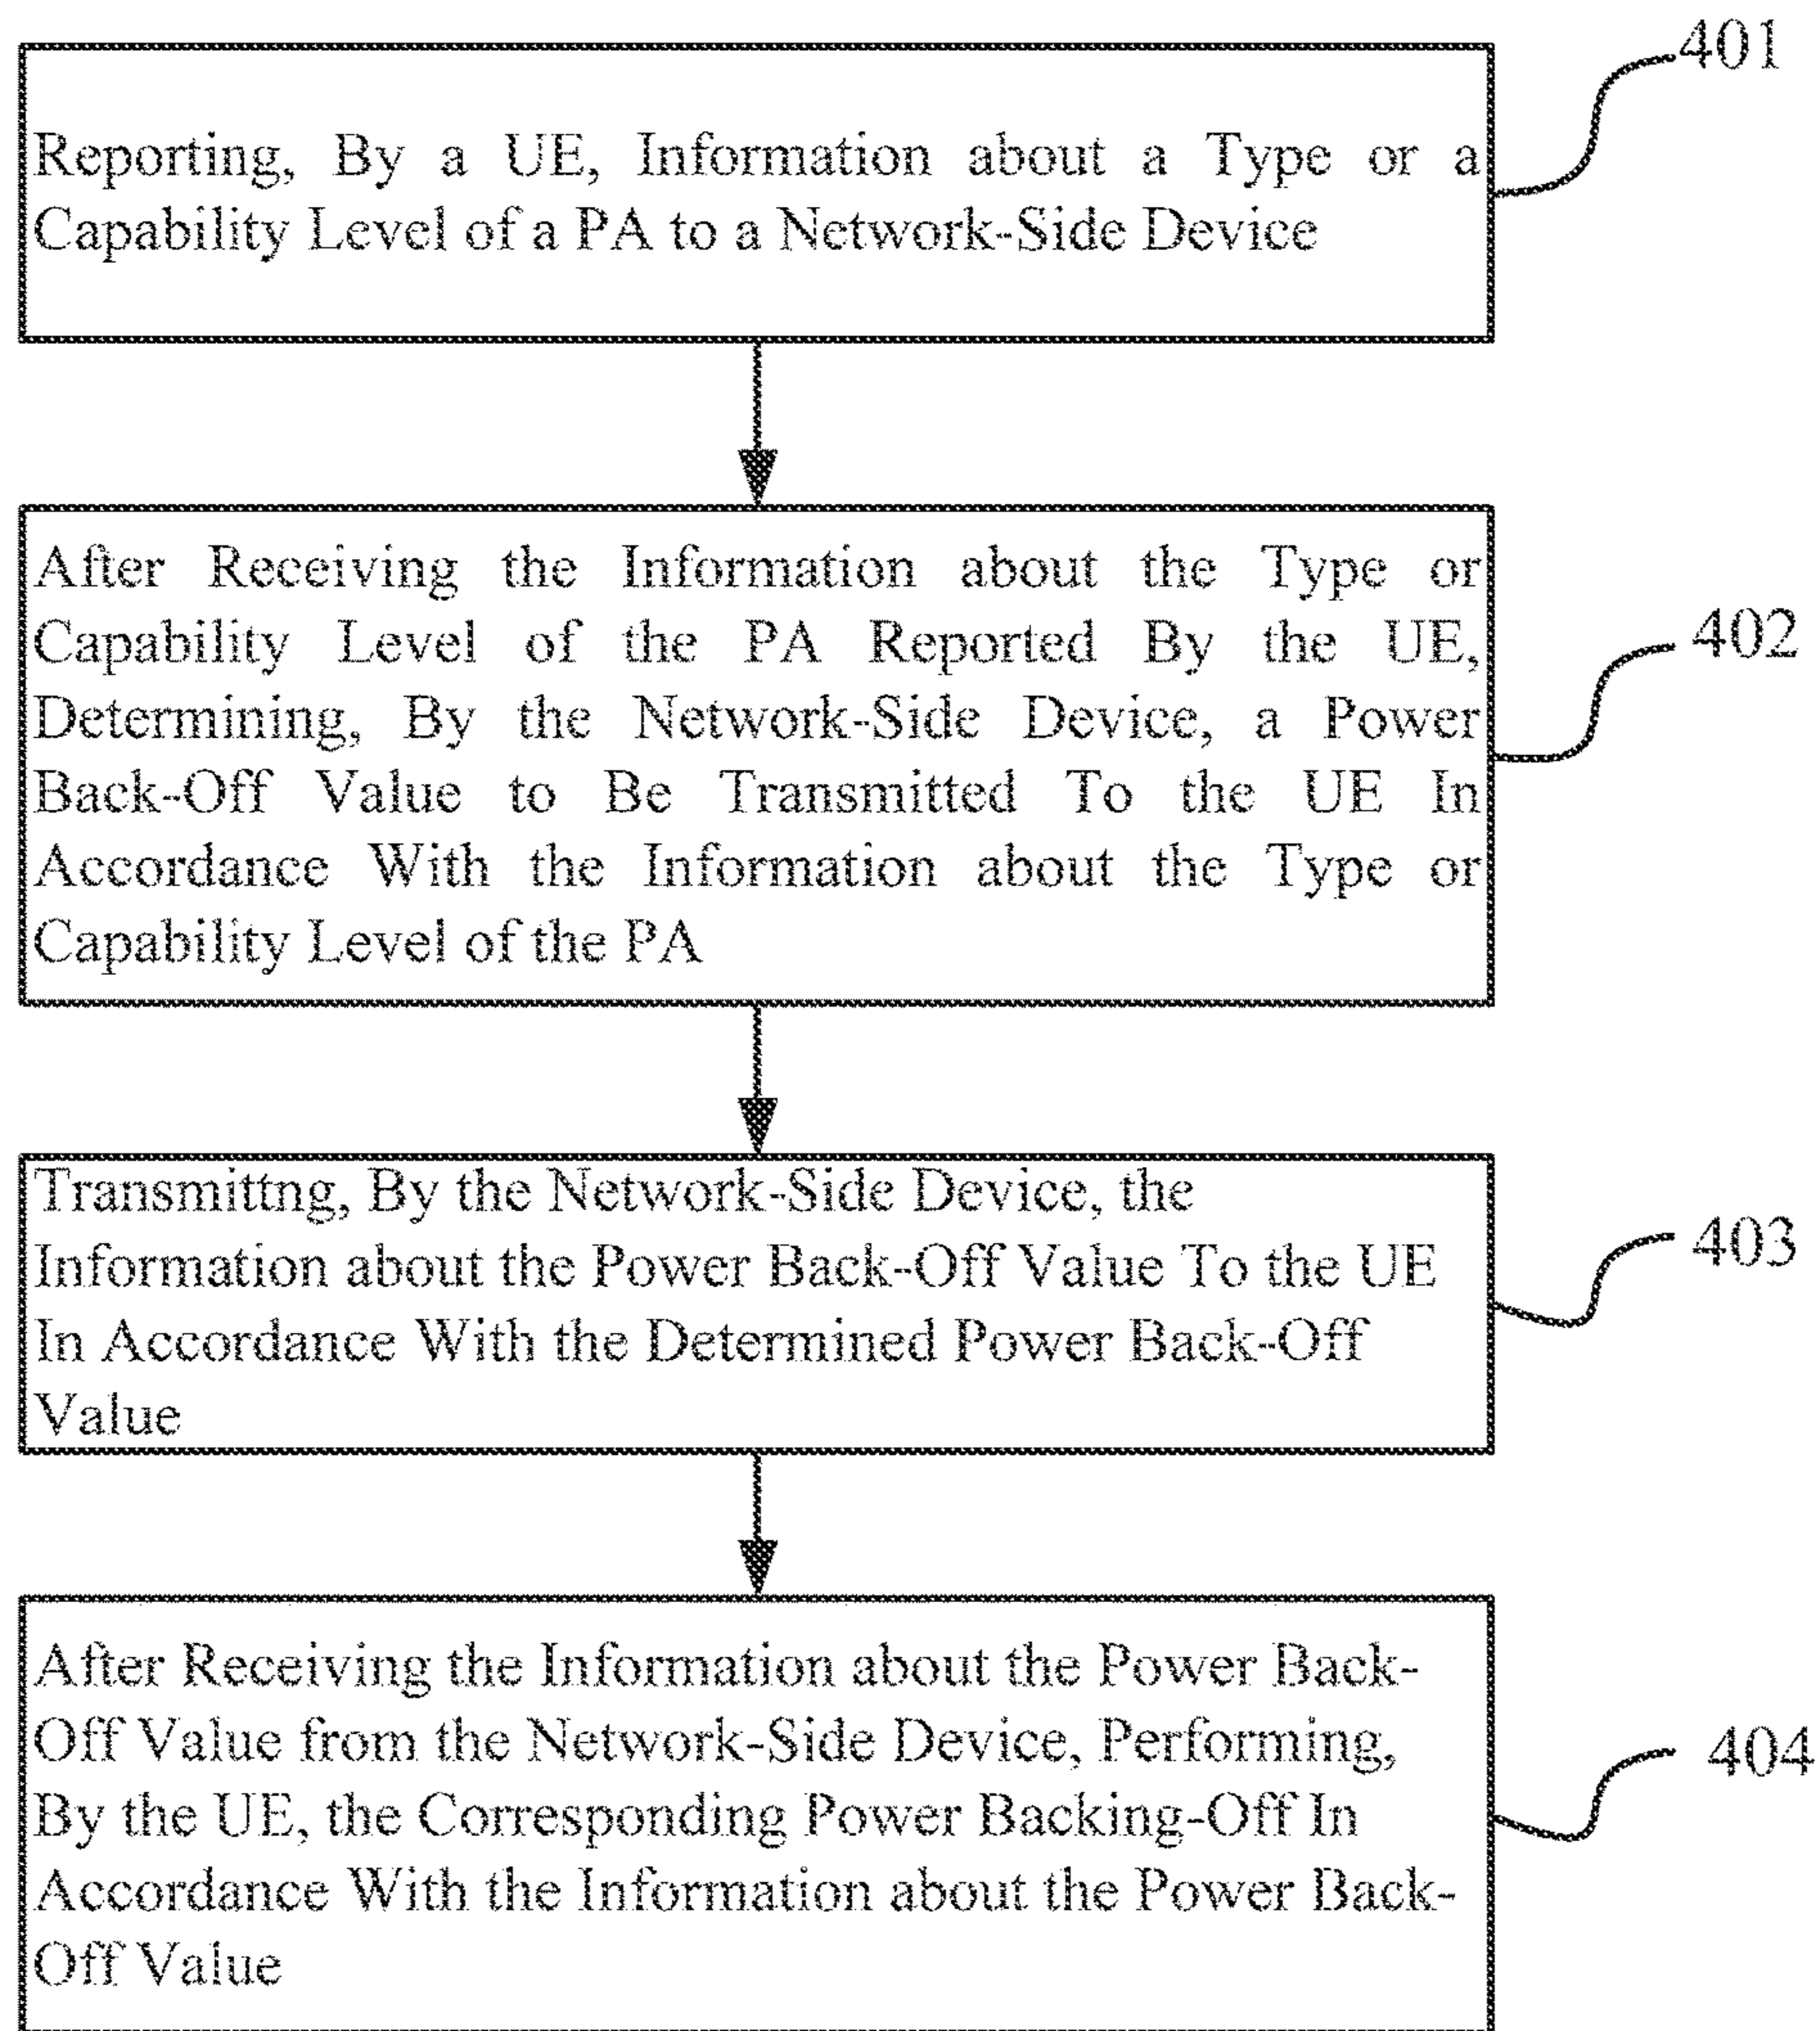 401
Reporting, By a UE, Information about a Type or a
Capability Level of a PA to a Network-Side Device
After Receiving the Information about the Type or
Capability Level of the PA Reported By the UE,
Determining, By the Network-Side Device, a Power
Back-Off Value to Be Transmitted To the UE In
Accordance With the Information about the Type or
Capability Level of the PA
402
Transmittng, By the Network-Side Device, the
Information about the Power Back-Off Value To the UE
In Accordance With the Determined Power Back-Off
Value
403
After Receiving the Information about the Power Back-
Off Value from the Network-Side Device, Performing,
By the UE, the Corresponding Power Backing-Off In
Accordance With the Information about the Power Back-
Off Value
404